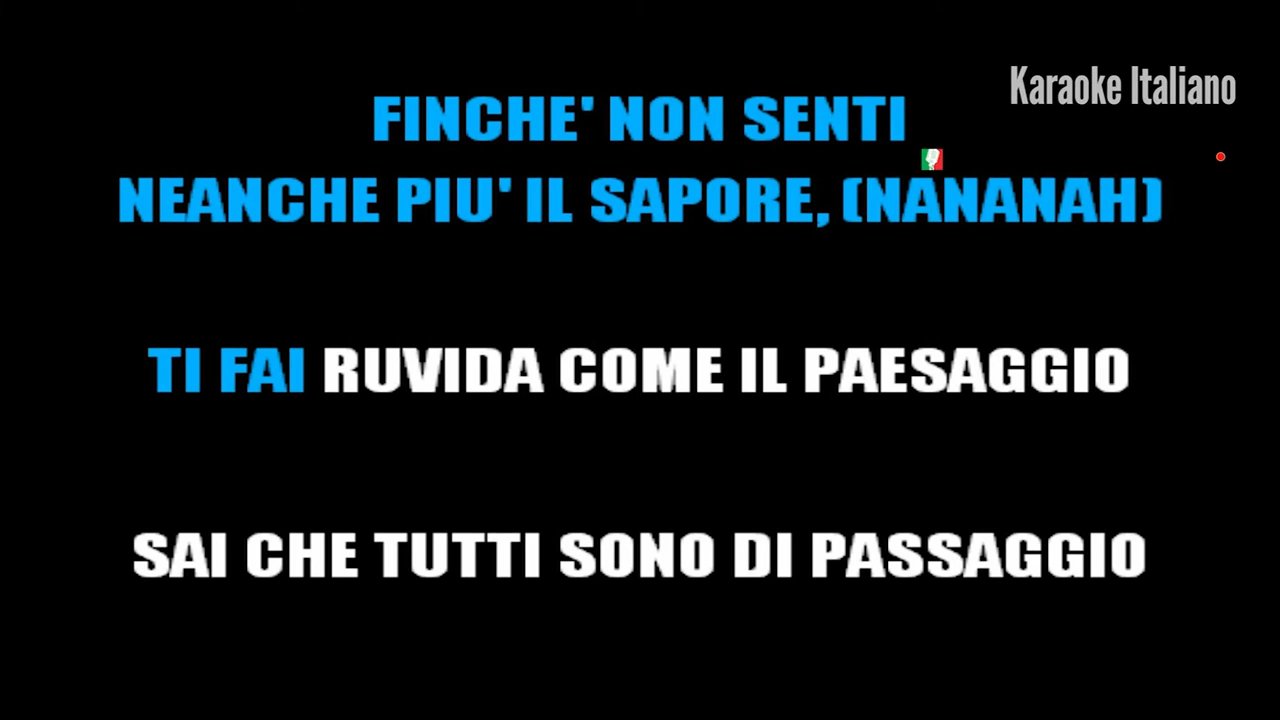 Karaoke Italiano
FINCHE' NON SENTI
NEANCHE PIU' IL SAPORE, (NANANAH)
TI FAI RUVIDA COME IL PAESAGGIO
SAI CHE TUTTI SONO DI PASSAGGIO